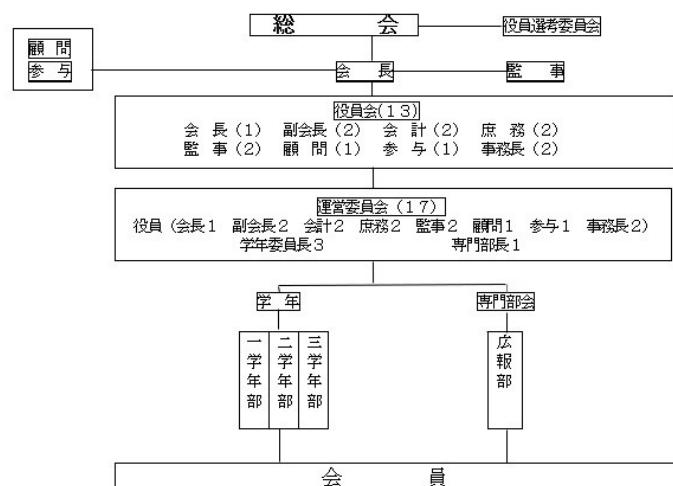 総 会
役員選考委員会
顧 問
参 与
会 長
監 事
役員会(13)
会 長(1) 副会長(2) 会 計(2) 庶 務(2)
監 事(2) 顧 問(1) 参 与(1) 事務長(2)
運営委員会(17)
役員(会長1 副会長2 会計2 庶務2 監事2 顧問1 参与1 事務長2)
学年委員長3 専門部長1
学 年
専門部会
一学年部
二学年部
三学年部
広報部
会 員